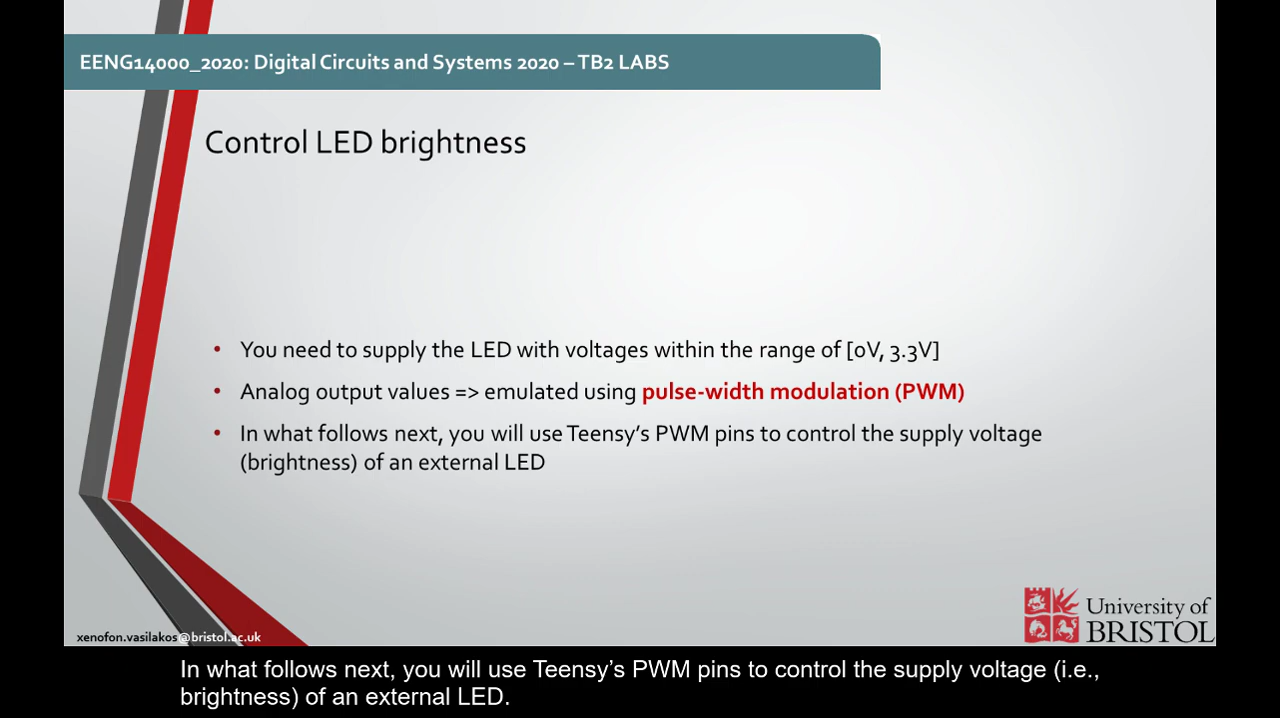 EENG14000_2020: Digital Circuits and Systems 2020 – TB2 LABS
Control LED brightness
• You need to supply the LED with voltages within the range of [0V, 3.3V]
• Analog output values => emulated using pulse-width modulation (PWM)
• In what follows next, you will use Teensy’s PWM pins to control the supply voltage
(brightness) of an external LED
University of
BRISTOL
xenofon.vasilakos@bristol.ac.uk
In what follows next, you will use Teensy’s PWM pins to control the supply voltage (i.e.,
brightness) of an external LED.